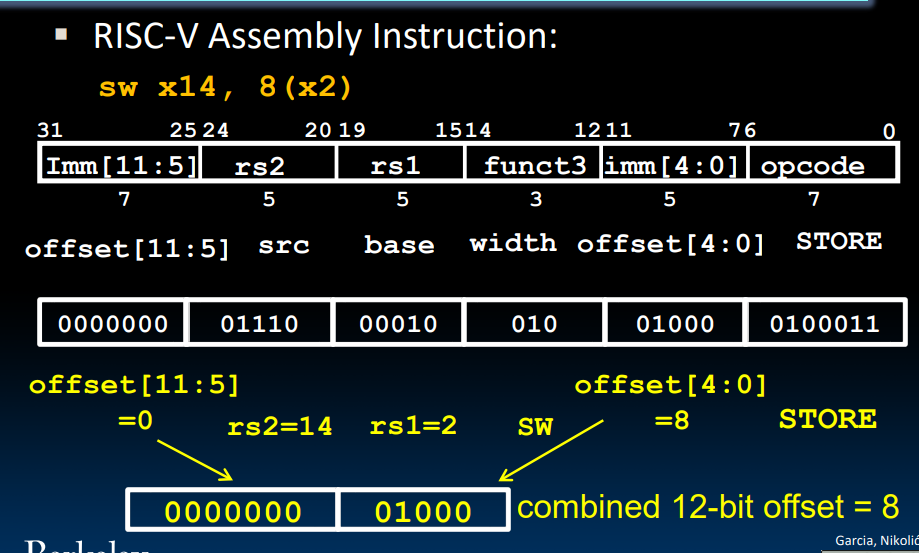 ▪ RISC-V Assembly Instruction:
sw x14, 8(x2)
31 25 24 20 19 15 14 12 11 7 6 0
Imm[11:5] rs2 rs1 funct3 imm[4:0] opcode
7 5 5 3 5 7
offset[11:5] src base width offset[4:0] STORE
0000000 01110 00010 010 01000 0100011
offset[11:5] offset[4:0]
=0 rs2=14 rs1=2 SW =8 STORE
0000000 01000 combined 12-bit offset = 8
Garcia, Nikolić